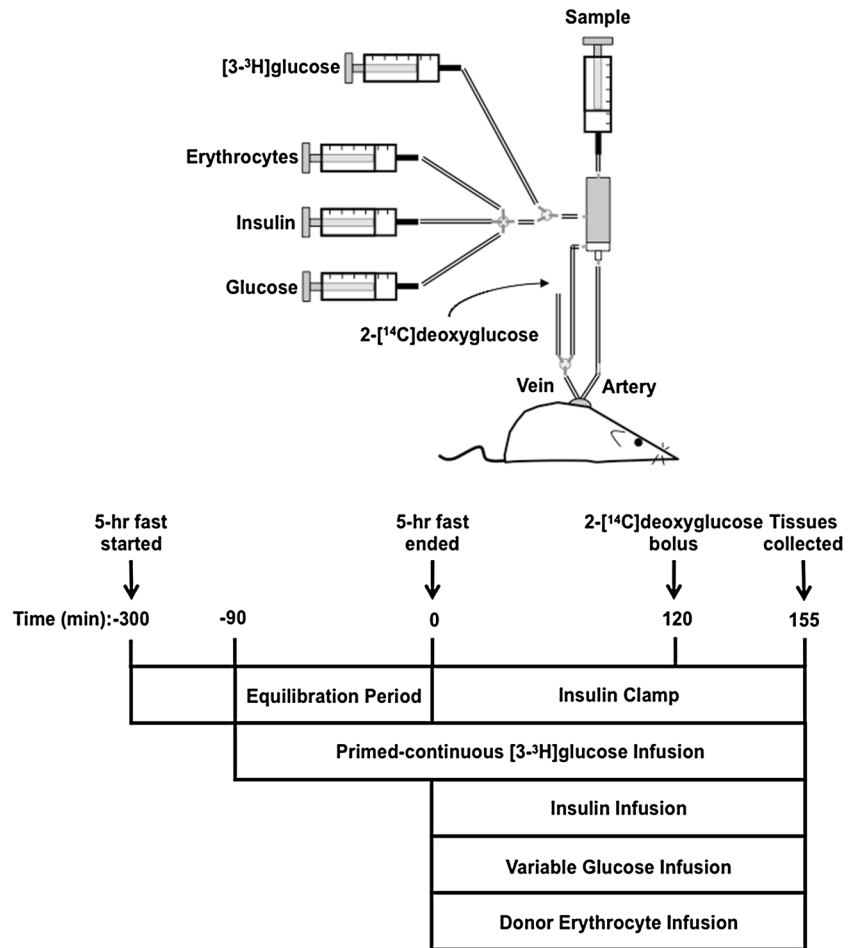 Sample
[3-³H]glucose
Erythrocytes
Insulin
Glucose
2-[¹⁴C]deoxyglucose
Vein
Artery
5-hr fast
started
5-hr fast
ended
2-[¹⁴C]deoxyglucose
bolus
Tissues
collected
Time (min):-300
-90
0
120
155
Equilibration Period
Insulin Clamp
Primed-continuous [3-³H]glucose Infusion
Insulin Infusion
Variable Glucose Infusion
Donor Erythrocyte Infusion